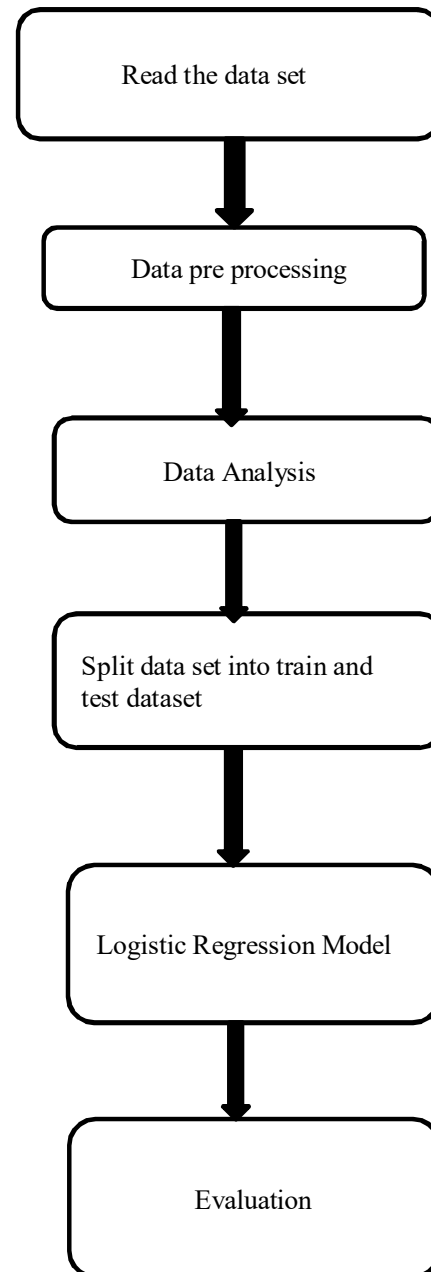 Read the data set
Data pre processing
Data Analysis
Split data set into train and
test dataset
Logistic Regression Model
Evaluation